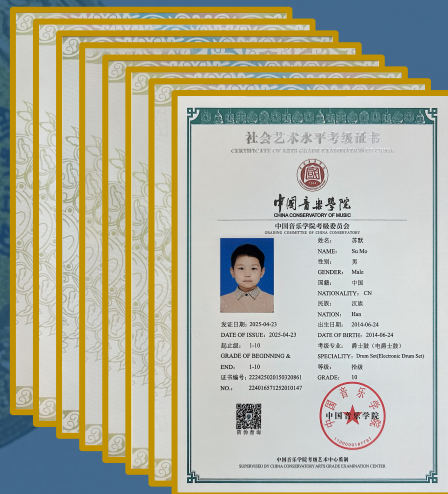 社会艺术水平考级证书
CERTIFICATE OF ARTS GRADE EXAMINATION
中国音乐学院
CHINA CONSERVATORY OF MUSIC
中国音乐学院考级委员会
GRADING COMMITTEE OF CHINA CONSERVATORY
姓名： 苏默
NAME: Su Mo
性别： 男
GENDER: Male
国籍： 中国
NATIONALITY: CN
民族： 汉族
NATION: Han
发证日期：2025-04-23 出生日期：2014-06-24
DATE OF ISSUE：2025-04-23 DATE OF BIRTH：2014-06-24
起止级： 1-10 考级专业： 爵士鼓（电爵士鼓）
GRADE OF BEGINNING & SPECIALITY：Drum Set(Electronic Drum Set)
END： 1-10 等级： 拾级
证书编号：222425020150320861 GRADE: 10
NO.： 2240165712520101​47
中国音乐学院
中国音乐学院
中国音乐学院艺术水平考级中心监制
SUPERVISED BY CHINA CONSERVATORY ARTS GRADE EXAMINATION CENTER